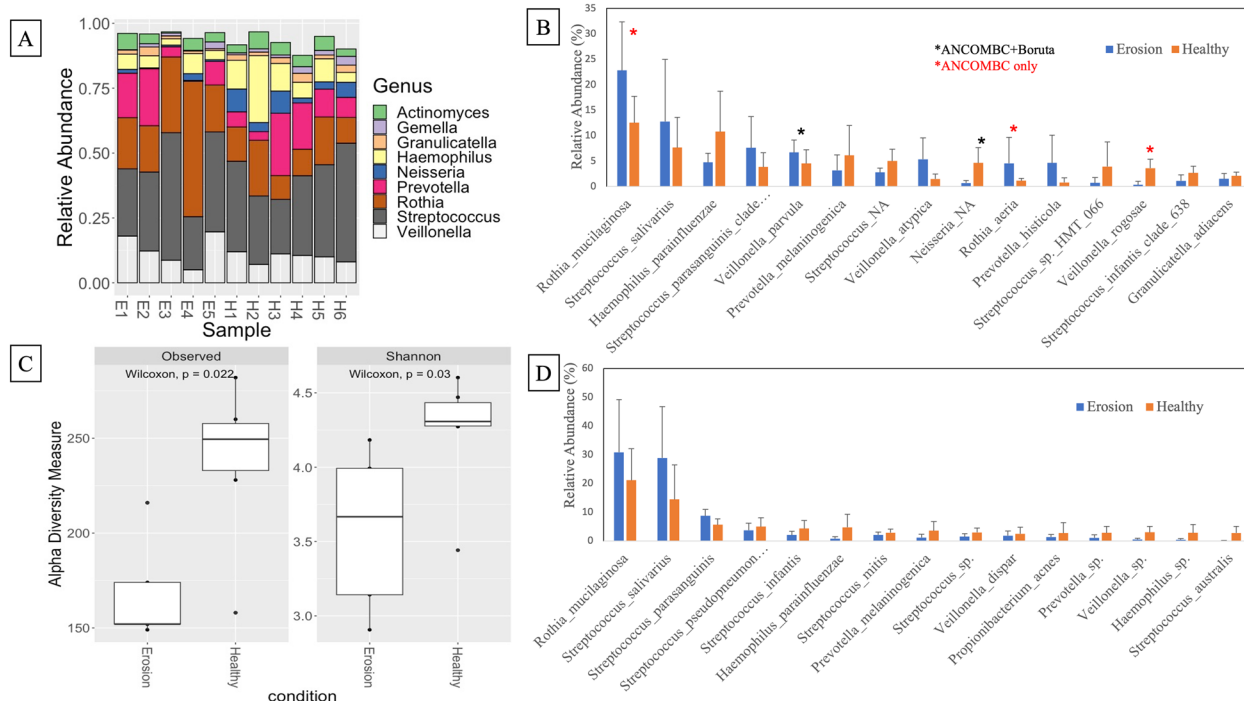 A
1.00
0.75
0.50
0.25
0.00
Relative Abundance
E1
E2
E3
E4
E5
H1
H2
H3
H4
H5
H6
Sample
Genus
Actinomyces
Gemella
Granulicatella
Haemophilus
Neisseria
Prevotella
Rothia
Streptococcus
Veillonella
B
35
30
25
20
15
10
5
0
Relative Abundance (%)
*ANCOMBC+Boruta
*ANCOMBC only
Erosion
Healthy
*
*
*
*
*
Rothia_mucilaginosa
Streptococcus_salivarius
Haemophilus_parainfluenzae
Streptococcus_parasanguinis_clade…
Veillonella_parvula
Prevotella_melaninogenica
Streptococcus_NA
Veillonella_atypica
Neisseria_NA
Rothia_aeria
Prevotella_histicola
Streptococcus_sp._HMT_066
Veillonella_rogosae
Streptococcus_infantis_clade_638
Granulicatella_adiacens
C
Observed
Shannon
Wilcoxon, p = 0.022
Wilcoxon, p = 0.03
250
200
150
4.5
4.0
3.5
3.0
Alpha Diversity Measure
Erosion
Healthy
Erosion
Healthy
condition
D
60
50
40
30
20
10
0
Relative Abundance (%)
Erosion
Healthy
Rothia_mucilaginosa
Streptococcus_salivarius
Streptococcus_parasanguinis
Streptococcus_pseudopneumon…
Streptococcus_infantis
Haemophilus_parainfluenzae
Streptococcus_mitis
Prevotella_melaninogenica
Streptococcus_sp.
Veillonella_dispar
Propionibacterium_acnes
Prevotella_sp.
Veillonella_sp.
Haemophilus_sp.
Streptococcus_australis